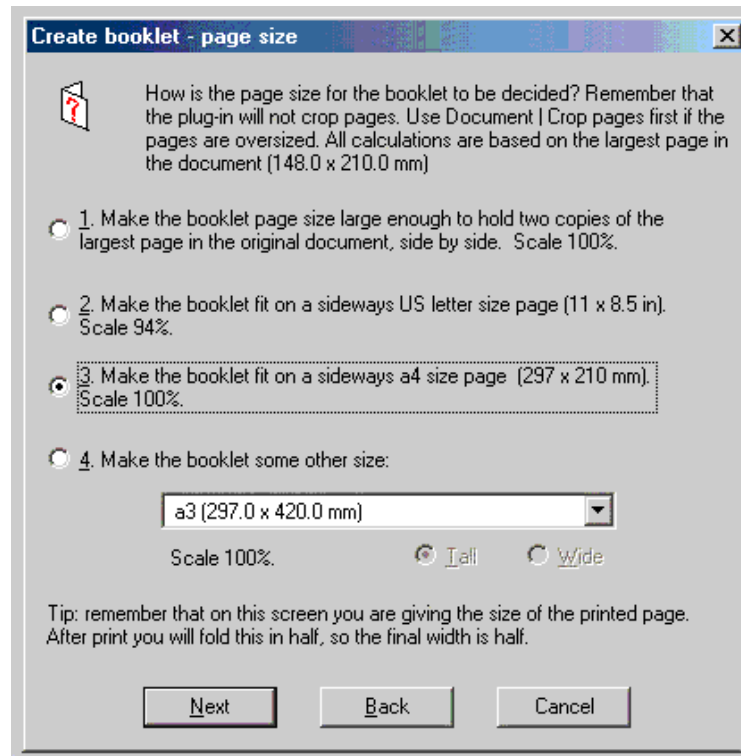 Create booklet - page size
How is the page size for the booklet to be decided? Remember that
the plug-in will not crop pages. Use Document | Crop pages first if the
pages are oversized. All calculations are based on the largest page in
the document (148.0 x 210.0 mm)
1. Make the booklet page size large enough to hold two copies of the
largest page in the original document, side by side.  Scale 100%.
2. Make the booklet fit on a sideways US letter size page (11 x 8.5 in).
Scale 94%.
3. Make the booklet fit on a sideways a4 size page  (297 x 210 mm).
Scale 100%.
4. Make the booklet some other size:
a3 (297.0 x 420.0 mm)
Scale 100%. Tall Wide
Tip: remember that on this screen you are giving the size of the printed page.
After print you will fold this in half, so the final width is half.
Next Back Cancel